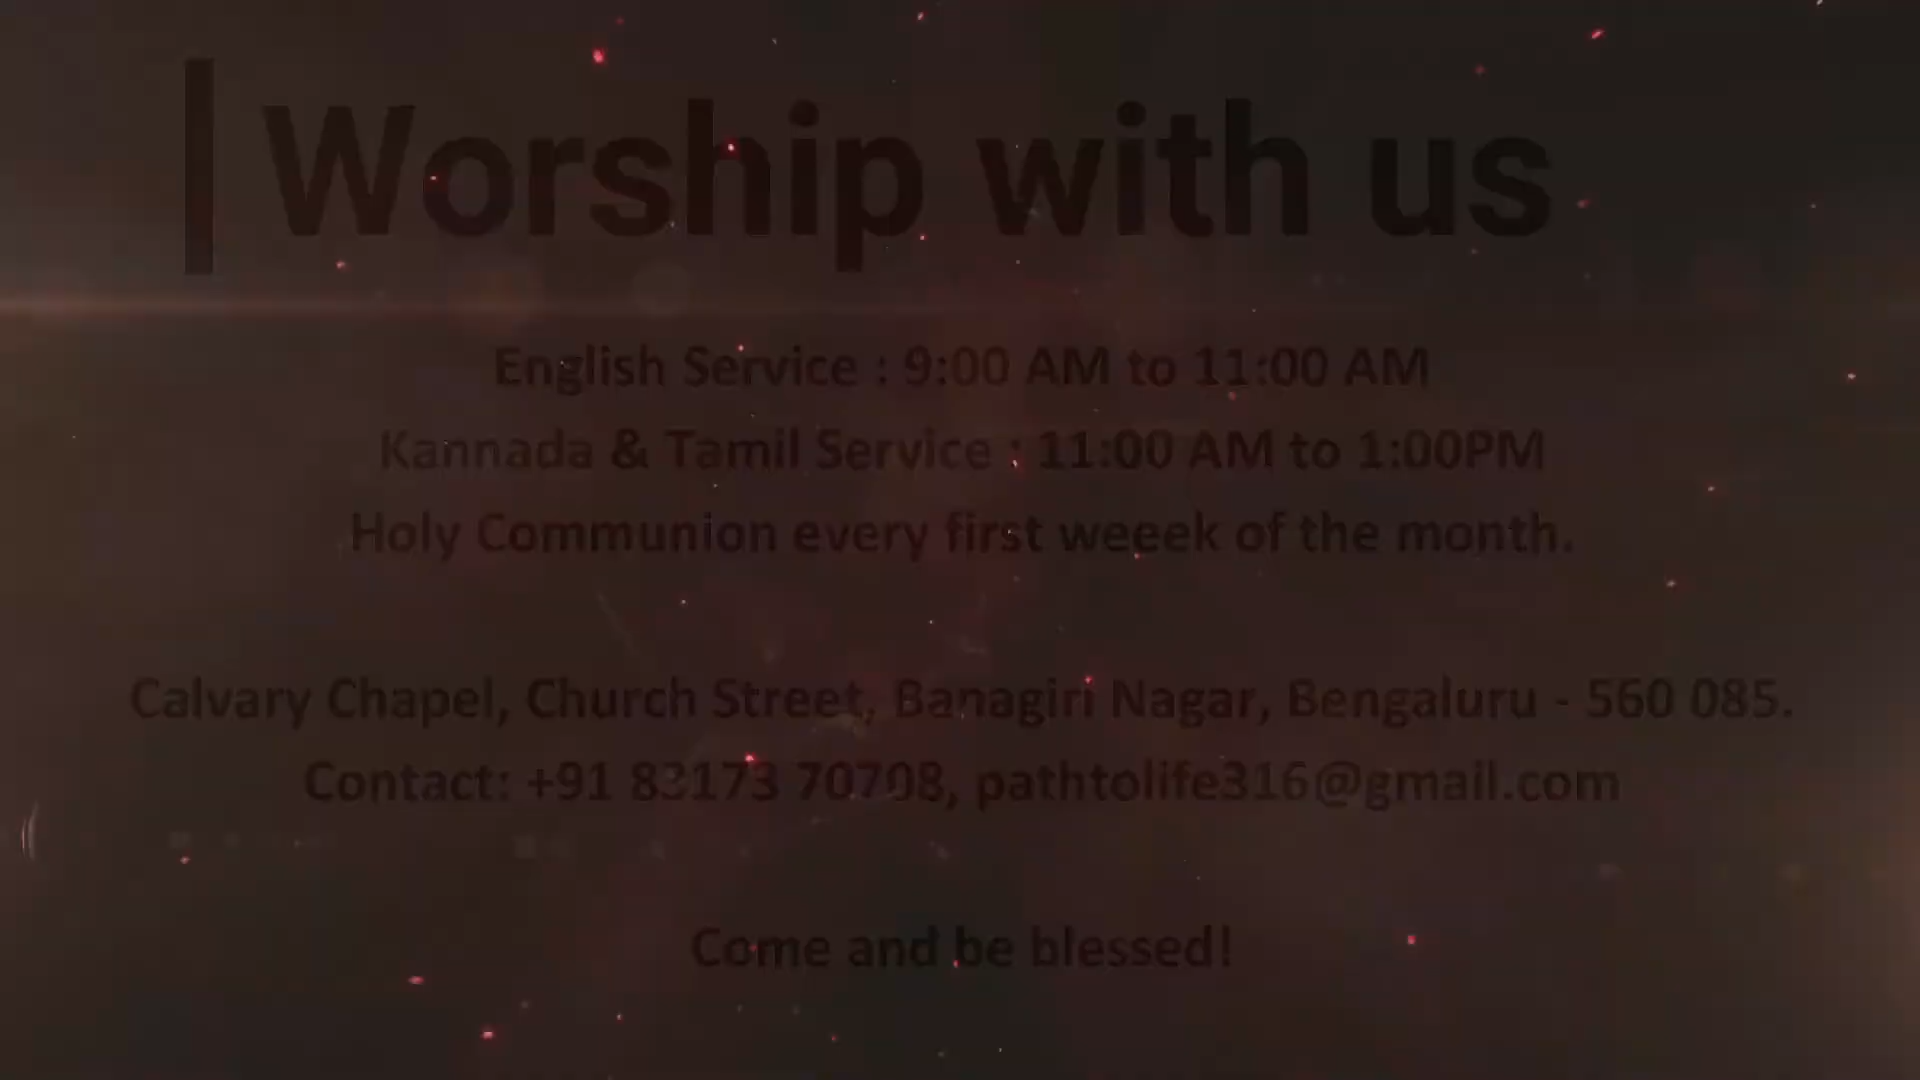 Worship with us
English Service : 9:00 AM to 11:00 AM
Kannada & Tamil Service : 11:00 AM to 1:00PM
Holy Communion every first weeek of the month.
Calvary Chapel, Church Street, Banagiri Nagar, Bengaluru - 560 085.
Contact: +91 83173 70708, pathtolife316@gmail.com
Come and be blessed!